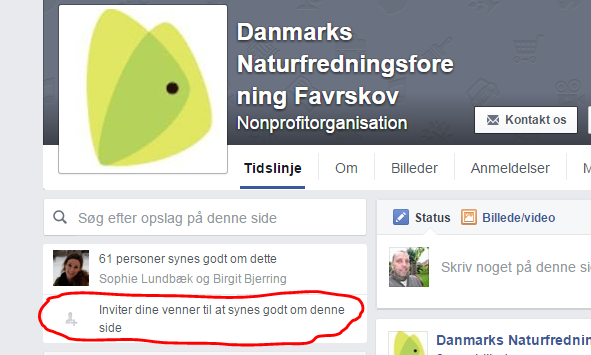 Danmarks
Naturfredningsfore
ning Favrskov
Nonprofitorganisation
Kontakt os
Tidslinje Om Billeder Anmeldelser M
Søg efter opslag på denne side
61 personer synes godt om dette
Sophie Lundbæk og Birgit Bjerring
Inviter dine venner til at synes godt om denne
side
Status Billede/video
Skriv noget på denne si
Danmarks Naturfredn